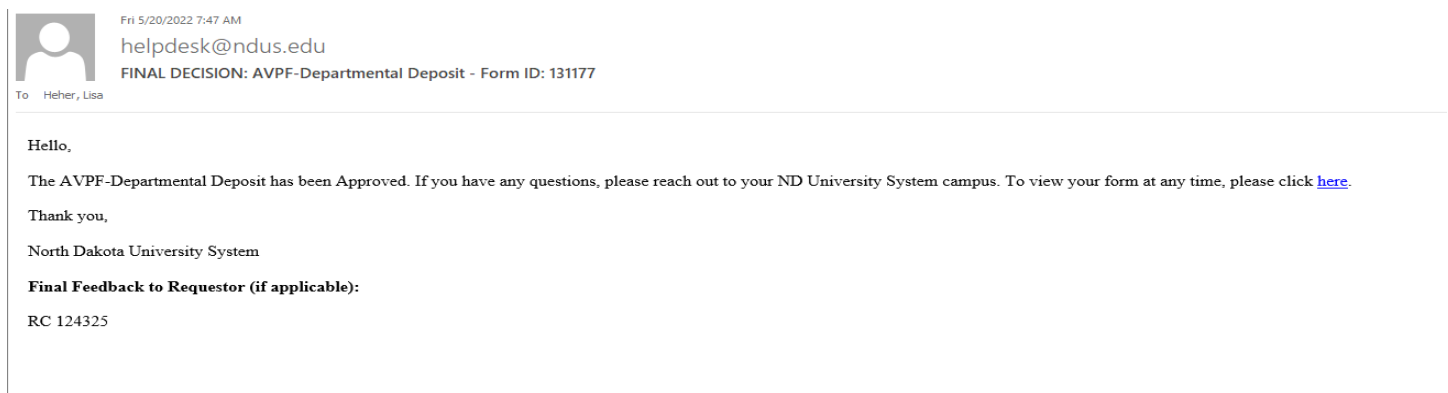 Fri 5/20/2022 7:47 AM
helpdesk@ndus.edu
FINAL DECISION: AVPF-Departmental Deposit - Form ID: 131177
To Heher, Lisa
Hello,
The AVPF-Departmental Deposit has been Approved. If you have any questions, please reach out to your ND University System campus. To view your form at any time, please click here.
Thank you,
North Dakota University System
Final Feedback to Requestor (if applicable):
RC 124325